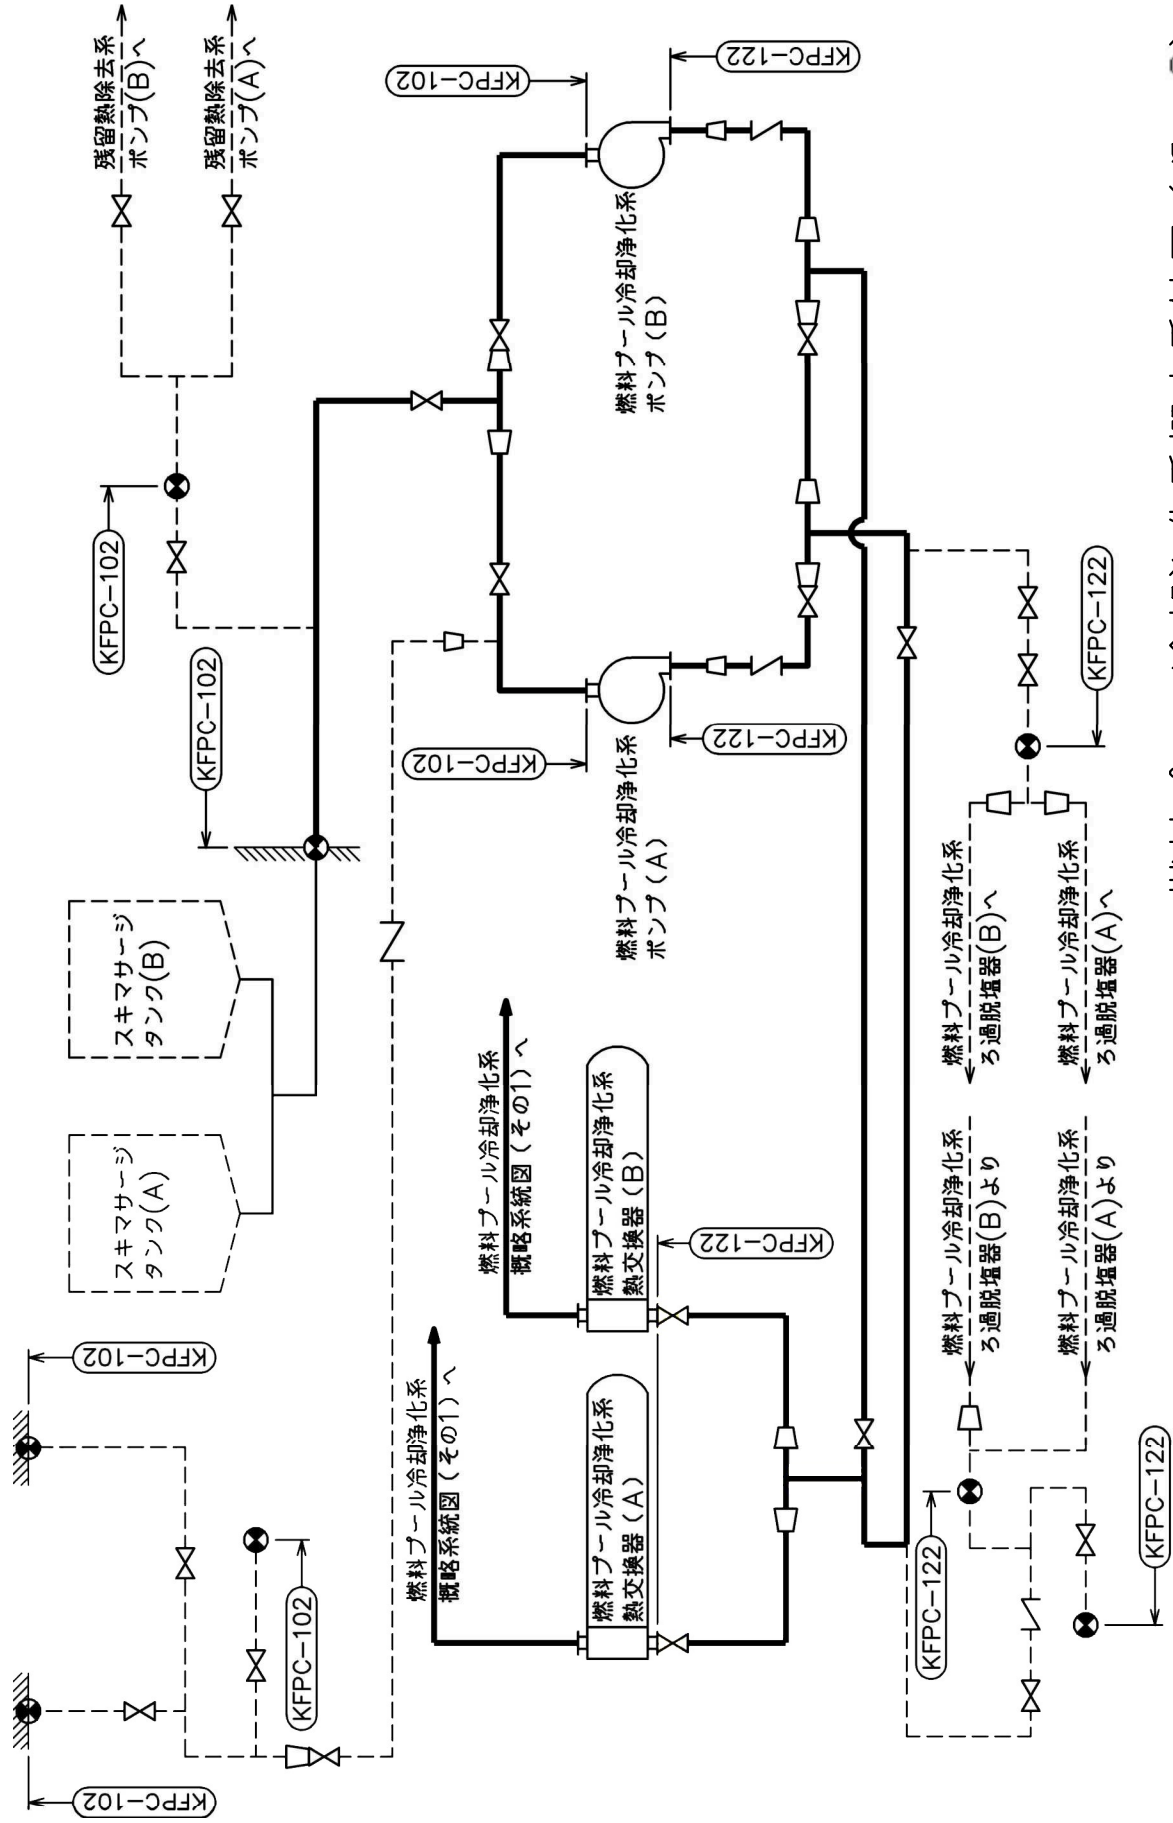 残留熱除去系
ポンプ(B)へ
残留熱除去系
ポンプ(A)へ
KFPC-102
KFPC-122
KFPC-102
KFPC-102
燃料プール冷却浄化系
ポンプ(B)
KFPC-102
KFPC-122
燃料プール冷却浄化系
ポンプ(A)
KFPC-122
スキマサージ
タンク(B)
スキマサージ
タンク(A)
燃料プール冷却浄化系
ろ過脱塩器(B)へ
燃料プール冷却浄化系
ろ過脱塩器(A)へ
燃料プール冷却浄化系
概略系統図(その1)へ
燃料プール冷却浄化系
熱交換器(B)
KFPC-122
燃料プール冷却浄化系
ろ過脱塩器(B)より
燃料プール冷却浄化系
ろ過脱塩器(A)より
KFPC-102
燃料プール冷却浄化系
概略系統図(その1)へ
燃料プール冷却浄化系
熱交換器(A)
KFPC-102
KFPC-122
KFPC-122
KFPC-102